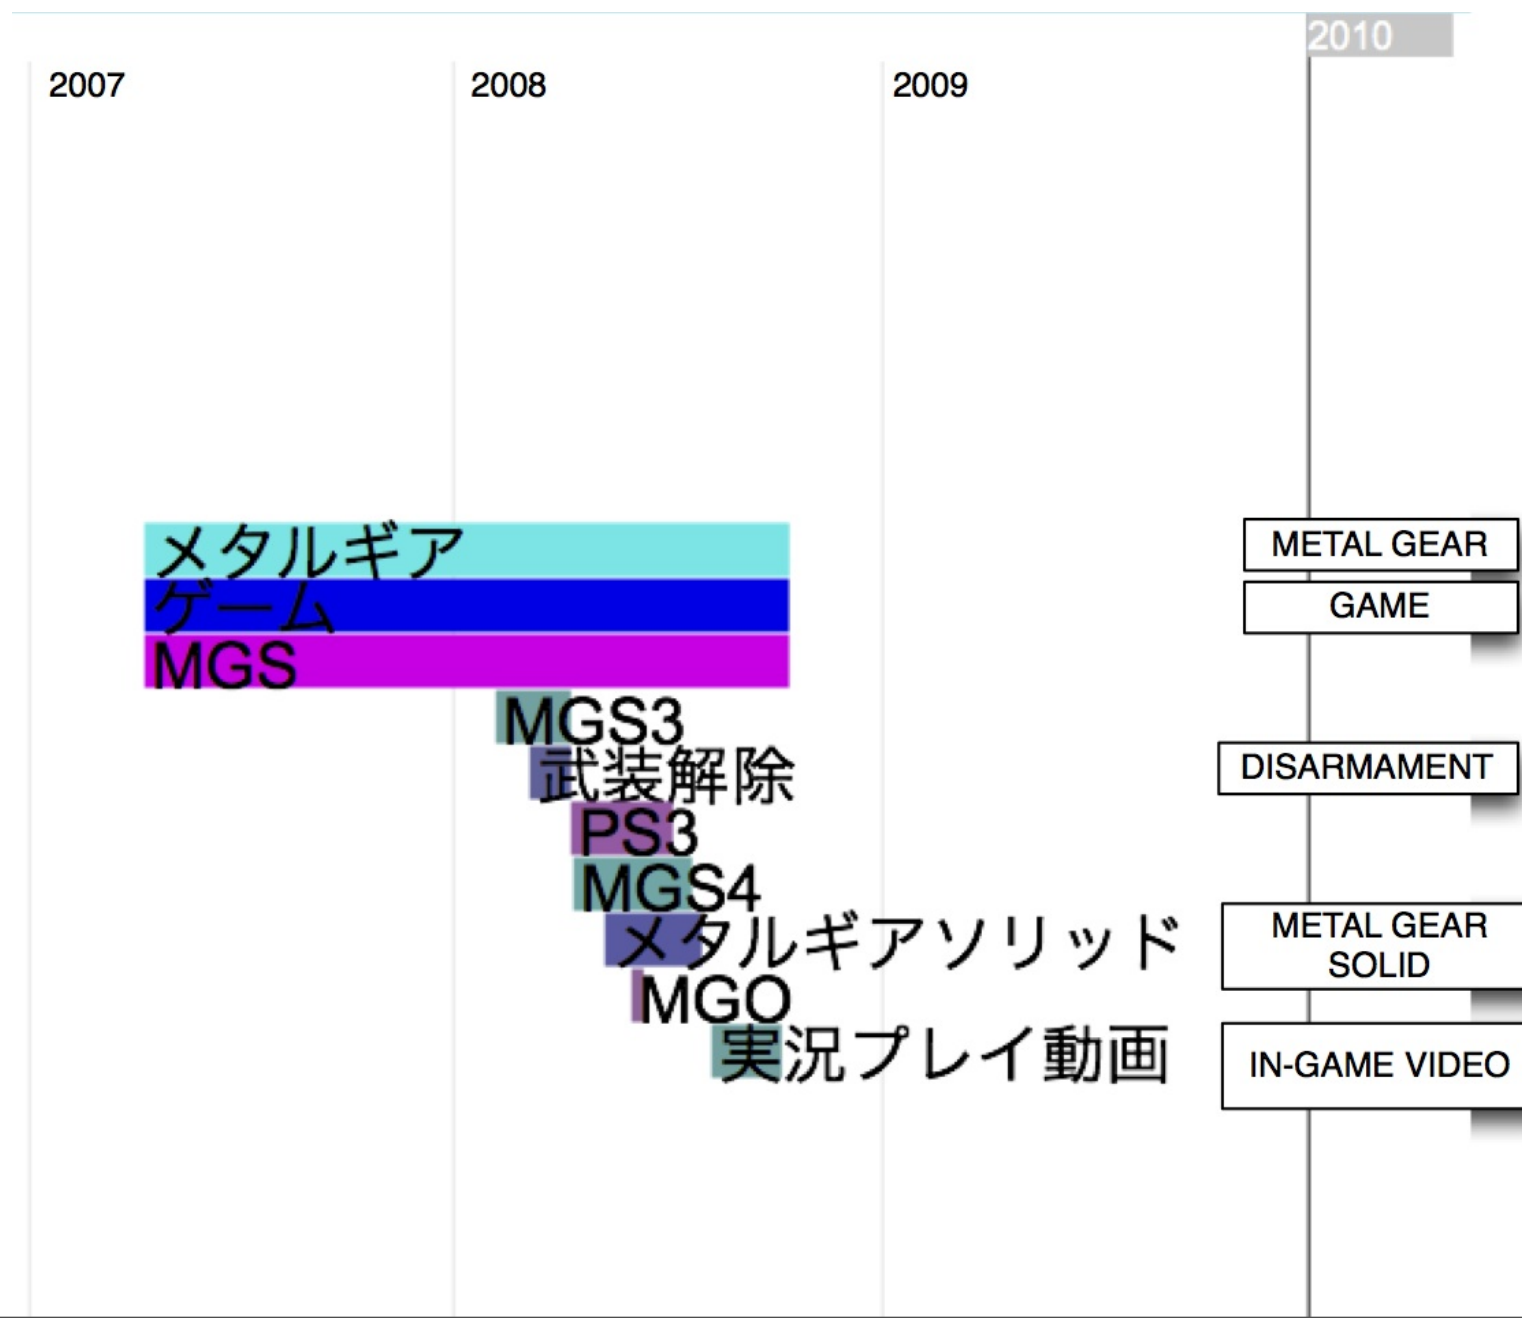 2010
2007
2008
2009
メタルギア
METAL GEAR
ゲーム
GAME
MGS
MGS3
武装解除
DISARMAMENT
PS3
MGS4
メタルギアソリッド
METAL GEAR
SOLID
MGO
実況プレイ動画
IN-GAME VIDEO